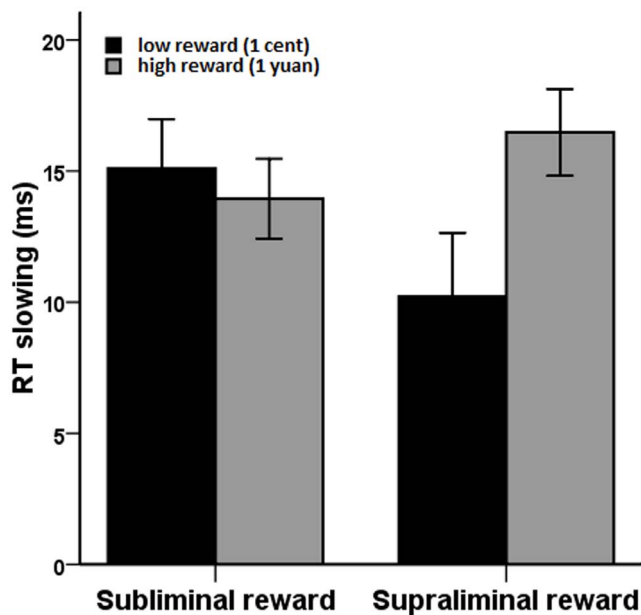 20
low reward (1 cent)
high reward (1 yuan)
15
10
5
0
RT slowing (ms)
Subliminal reward
Supraliminal reward